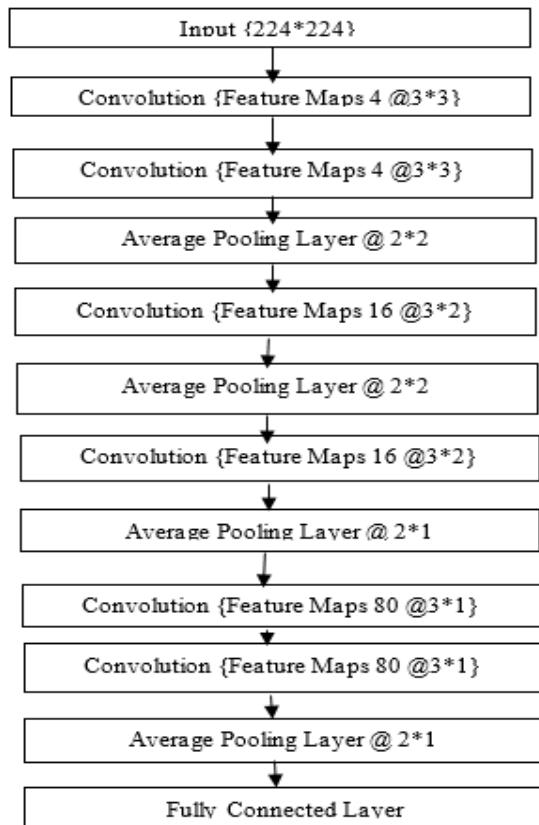 Input {224*224}
Convolution {Feature Maps 4 @3*3}
Convolution {Feature Maps 4 @3*3}
Average Pooling Layer @ 2*2
Convolution {Feature Maps 16 @3*2}
Average Pooling Layer @ 2*2
Convolution {Feature Maps 16 @3*2}
Average Pooling Layer @ 2*1
Convolution {Feature Maps 80 @3*1}
Convolution {Feature Maps 80 @3*1}
Average Pooling Layer @ 2*1
Fully Connected Layer